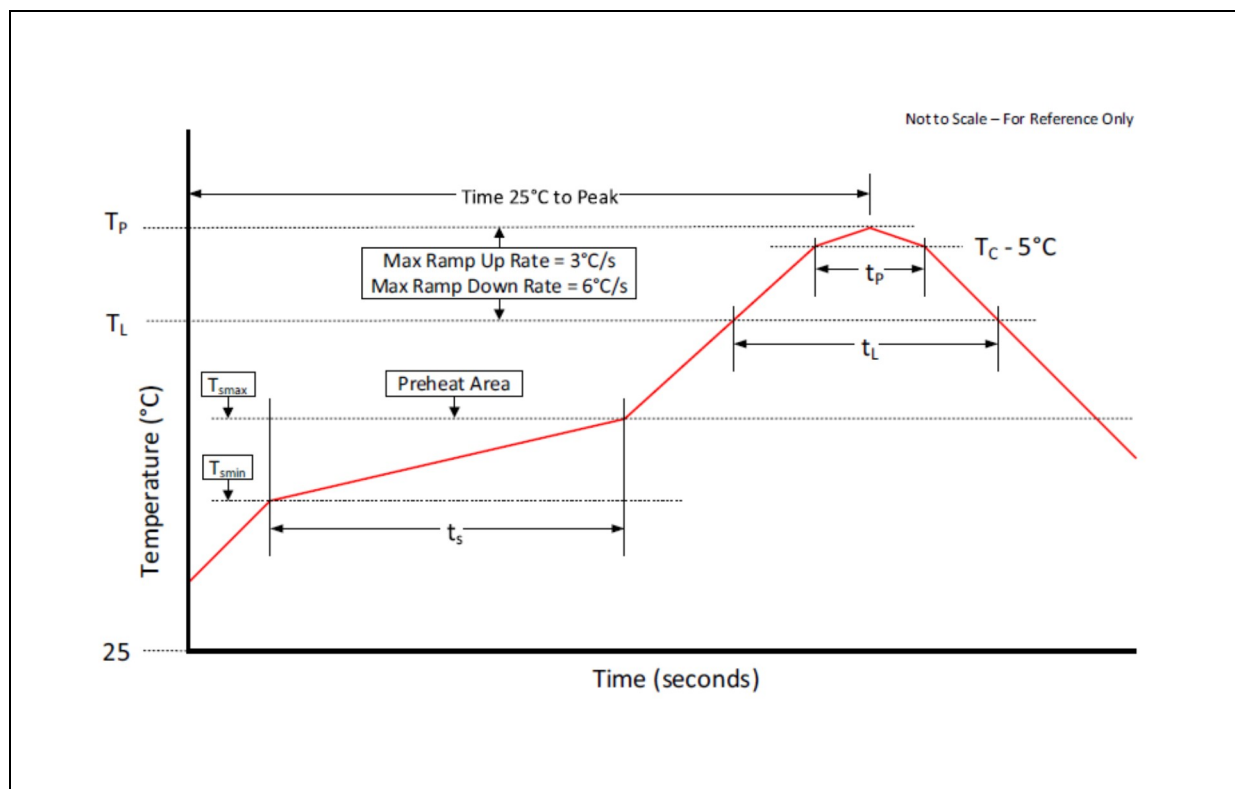 Not to Scale – For Reference Only
Time 25°C to Peak
TP
Max Ramp Up Rate = 3°C/s
Max Ramp Down Rate = 6°C/s
TC - 5°C
tP
TL
tL
Tsmax
Preheat Area
Tsmin
ts
Temperature (°C)
25
Time (seconds)